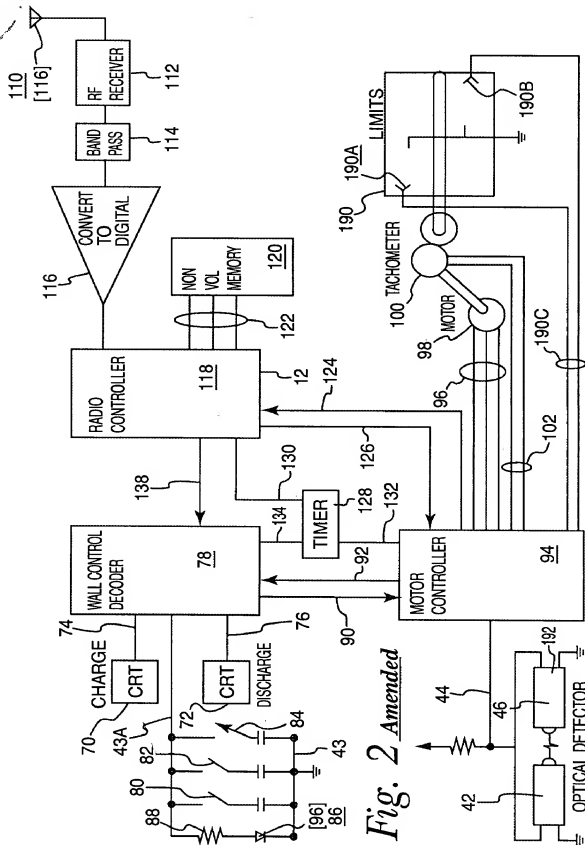 110
[116]
RF
RECEIVER
112
BAND
PASS
114
CONVERT
TO
DIGITAL
116
NON
VOL
MEMORY
120
122
RADIO
CONTROLLER
118
12
124
126
138
130
134
TIMER
128
132
WALL CONTROL
DECODER
78
74
76
CHARGE
CRT
70
CRT
72
DISCHARGE
43A
43
84
82
80
88
[96]
86
90
92
MOTOR
CONTROLLER
94
96
98
MOTOR
100
TACHOMETER
102
190
190A
LIMITS
190B
190C
44
46
192
42
OPTICAL DETECTOR
Fig. 2 Amended